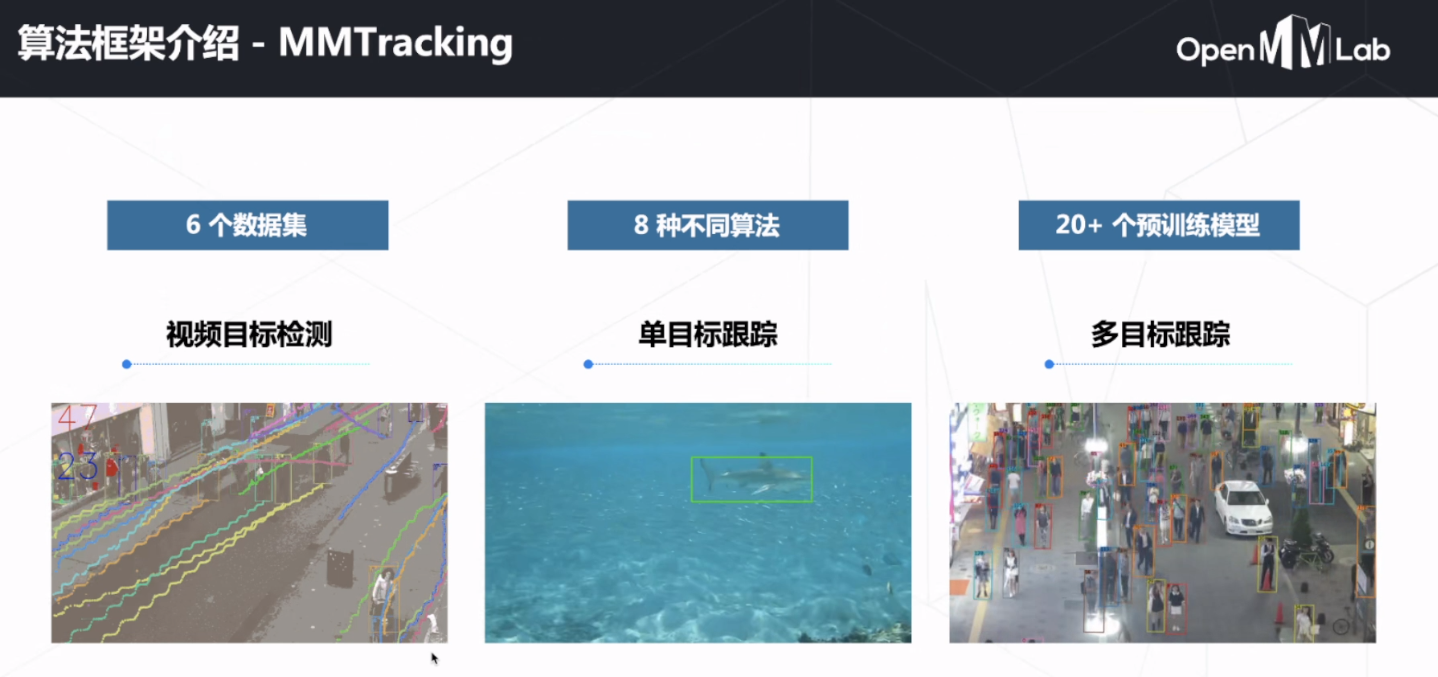 算法框架介绍 - MMTracking
OpenMMLab
6 个数据集
8 种不同算法
20+ 个预训练模型
视频目标检测
单目标跟踪
多目标跟踪
47
23